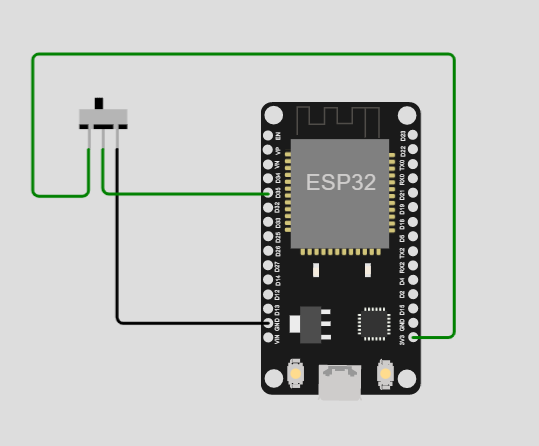 ESP32
EN
VP
VN
D34
D35
D32
D33
D25
D26
D27
D14
D12
D13
GND
VIN
D23
D22
TX0
RX0
D21
D19
D18
D5
TX2
RX2
D4
D2
D15
GND
3V3